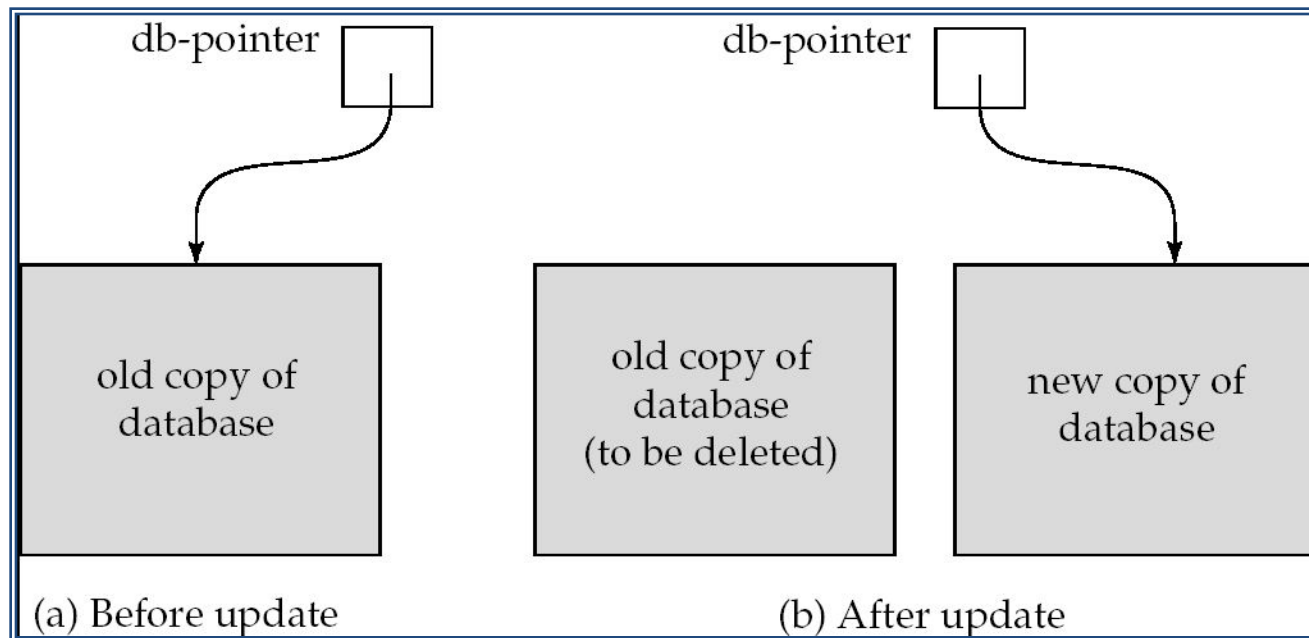 db-pointer
old copy of
database
(a) Before update
db-pointer
old copy of
database
(to be deleted)
new copy of
database
(b) After update